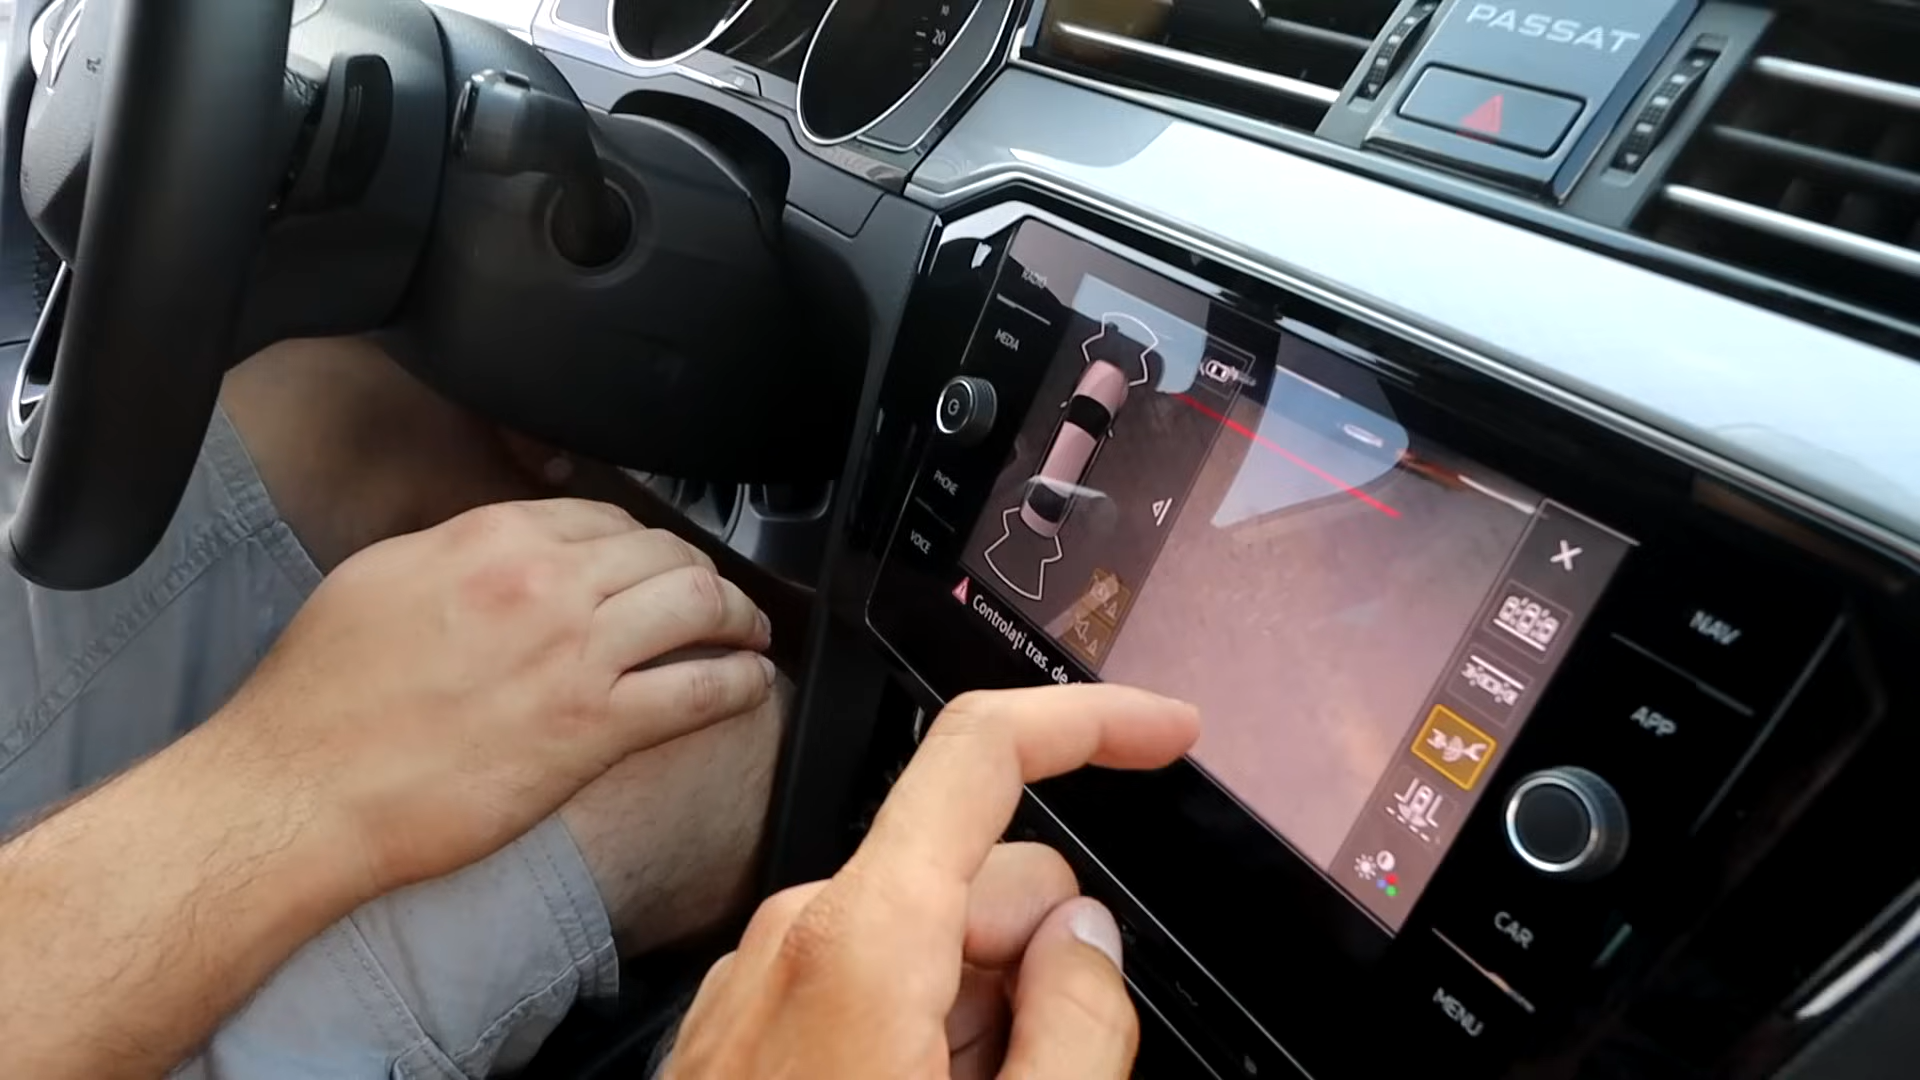 20
PASSAT
RADIO
MEDIA
PHONE
VOICE
Controlați tras. de d
NAV
APP
CAR
MENU